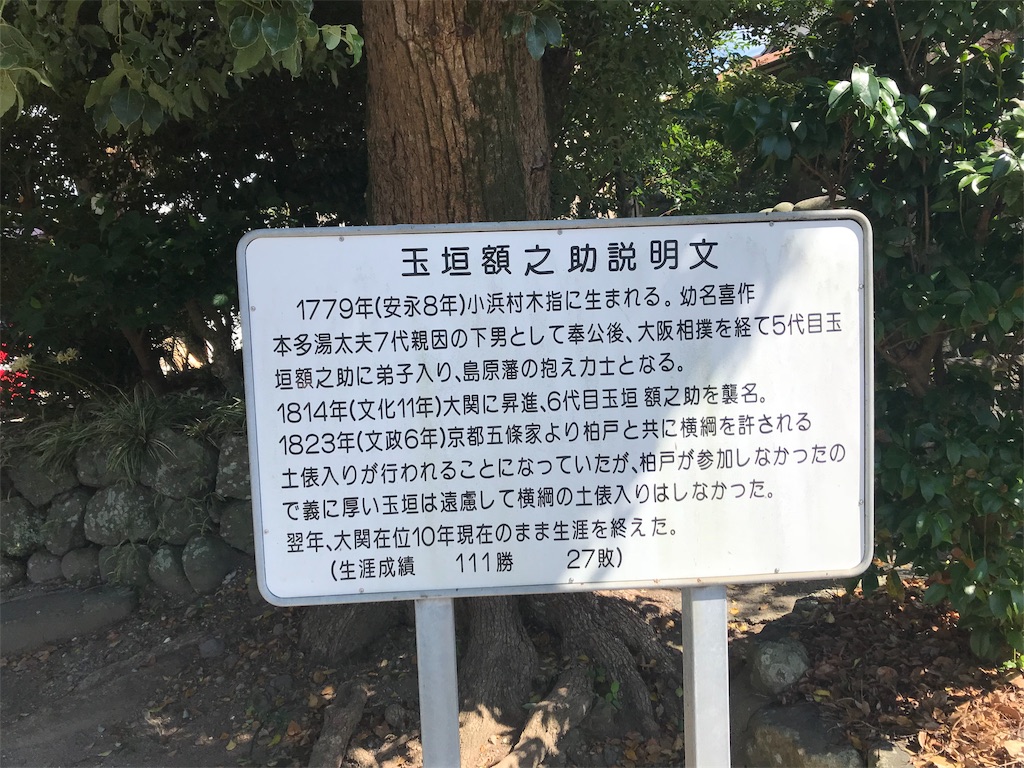 玉垣額之助説明文
1779年(安永8年)小浜村木指に生まれる。幼名喜作
本多湯太夫7代親因の下男として奉公後、大阪相撲を経て5代目玉
垣額之助に弟子入り、島原藩の抱え力士となる。
1814年(文化11年)大関に昇進、6代目玉垣額之助を襲名。
1823年(文政6年)京都五條家より柏戸と共に横綱を許される
土俵入りが行われることになっていたが、柏戸が参加しなかったの
で義に厚い玉垣は遠慮して横綱の土俵入りはしなかった。
翌年、大関在位10年現在のまま生涯を終えた。
(生涯成績 111勝 27敗)